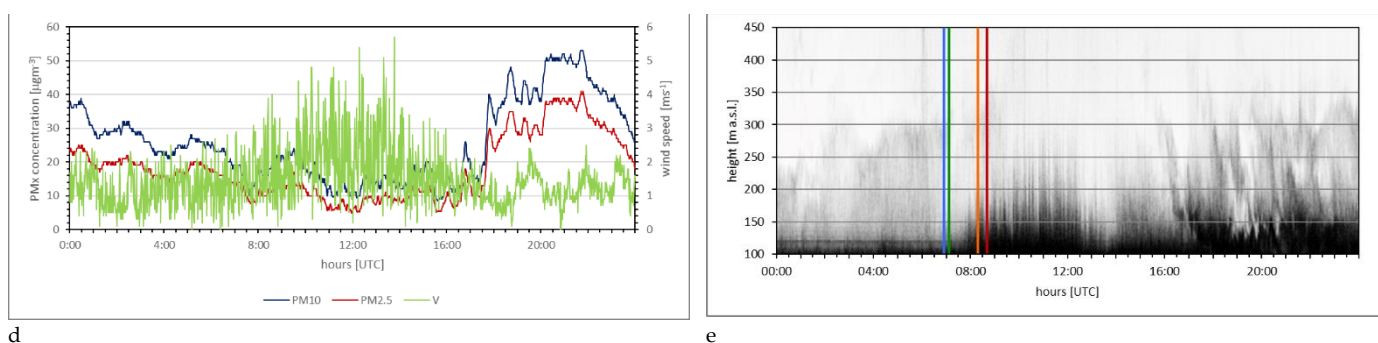 60
50
40
30
20
10
0
PMx concentration [µgm⁻³]
6
5
4
3
2
1
0
wind speed [ms⁻¹]
0:00 4:00 8:00 12:00 16:00 20:00
hours [UTC]
PM10 PM2.5 V
d
450
400
350
300
250
200
150
100
height [m a.s.l.]
00:00 04:00 08:00 12:00 16:00 20:00
hours [UTC]
e